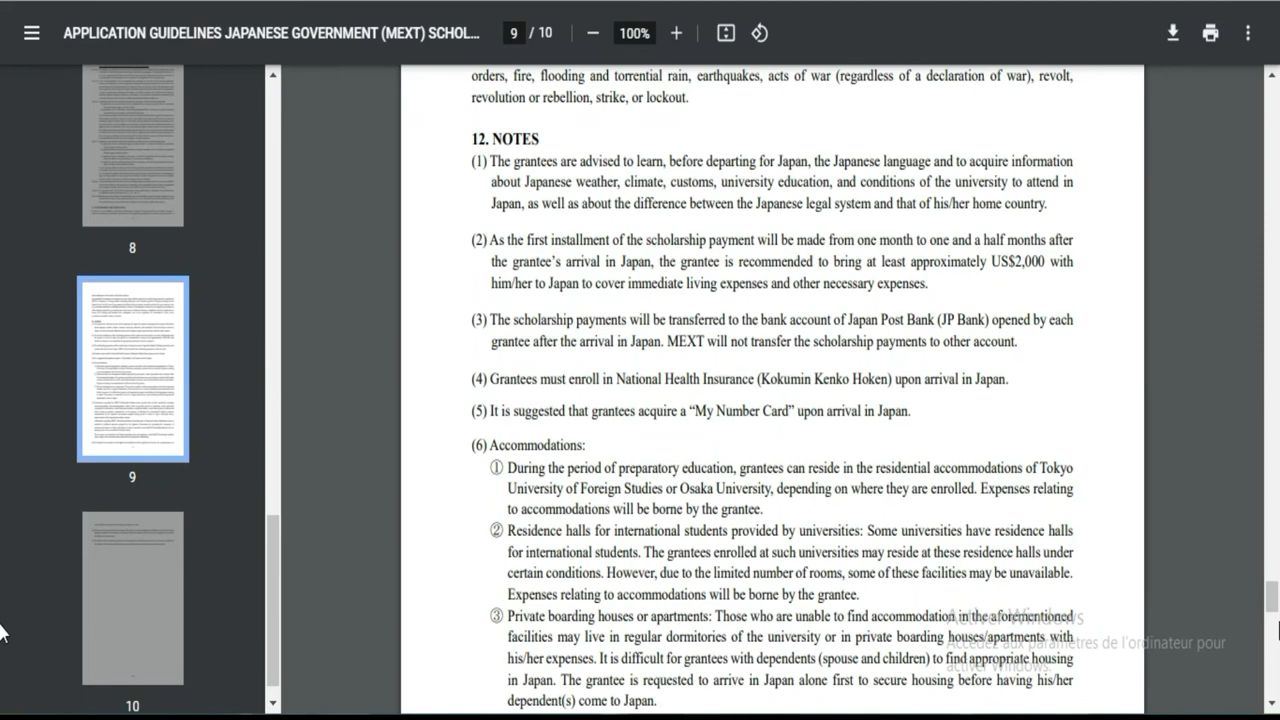 APPLICATION GUIDELINES JAPANESE GOVERNMENT (MEXT) SCHOL...
9 / 10
100%
8
9
10
orders, fire, flooding and torrential rain, earthquakes, acts of war (regardless of a declaration of war), revolt,
revolution or rebellion, strike, or lockout.
12. NOTES
(1) The grantees are advised to learn, before departing for Japan, the Japanese language and to acquire information
about Japanese weather, climate, customs, university education, and conditions of the university to attend in
Japan, as well as about the difference between the Japanese legal system and that of his/her home country.
(2) As the first installment of the scholarship payment will be made from one month to one and a half months after
the grantee's arrival in Japan, the grantee is recommended to bring at least approximately US$2,000 with
him/her to Japan to cover immediate living expenses and other necessary expenses.
(3) The scholarship payments will be transferred to the bank account of Japan Post Bank (JP Bank) opened by each
grantee after the arrival in Japan. MEXT will not transfer the scholarship payments to other account.
(4) Grantees must enroll in National Health Insurance (Kokumin Kenko Hoken) upon arrival in Japan.
(5) It is suggested that grantees acquire a “My Number Card” upon arrival in Japan.
(6) Accommodations:
① During the period of preparatory education, grantees can reside in the residential accommodations of Tokyo
University of Foreign Studies or Osaka University, depending on where they are enrolled. Expenses relating
to accommodations will be borne by the grantee.
② Residence halls for international students provided by universities: Some universities have residence halls
for international students. The grantees enrolled at such universities may reside at these residence halls under
certain conditions. However, due to the limited number of rooms, some of these facilities may be unavailable.
Expenses relating to accommodations will be borne by the grantee.
③ Private boarding houses or apartments: Those who are unable to find accommodation in the aforementioned
facilities may live in regular dormitories of the university or in private boarding houses/apartments with
his/her expenses. It is difficult for grantees with dependents (spouse and children) to find appropriate housing
in Japan. The grantee is requested to arrive in Japan alone first to secure housing before having his/her
dependent(s) come to Japan.
Activer Windows
Accédez aux paramètres de l'ordinateur pour
activer Windows.